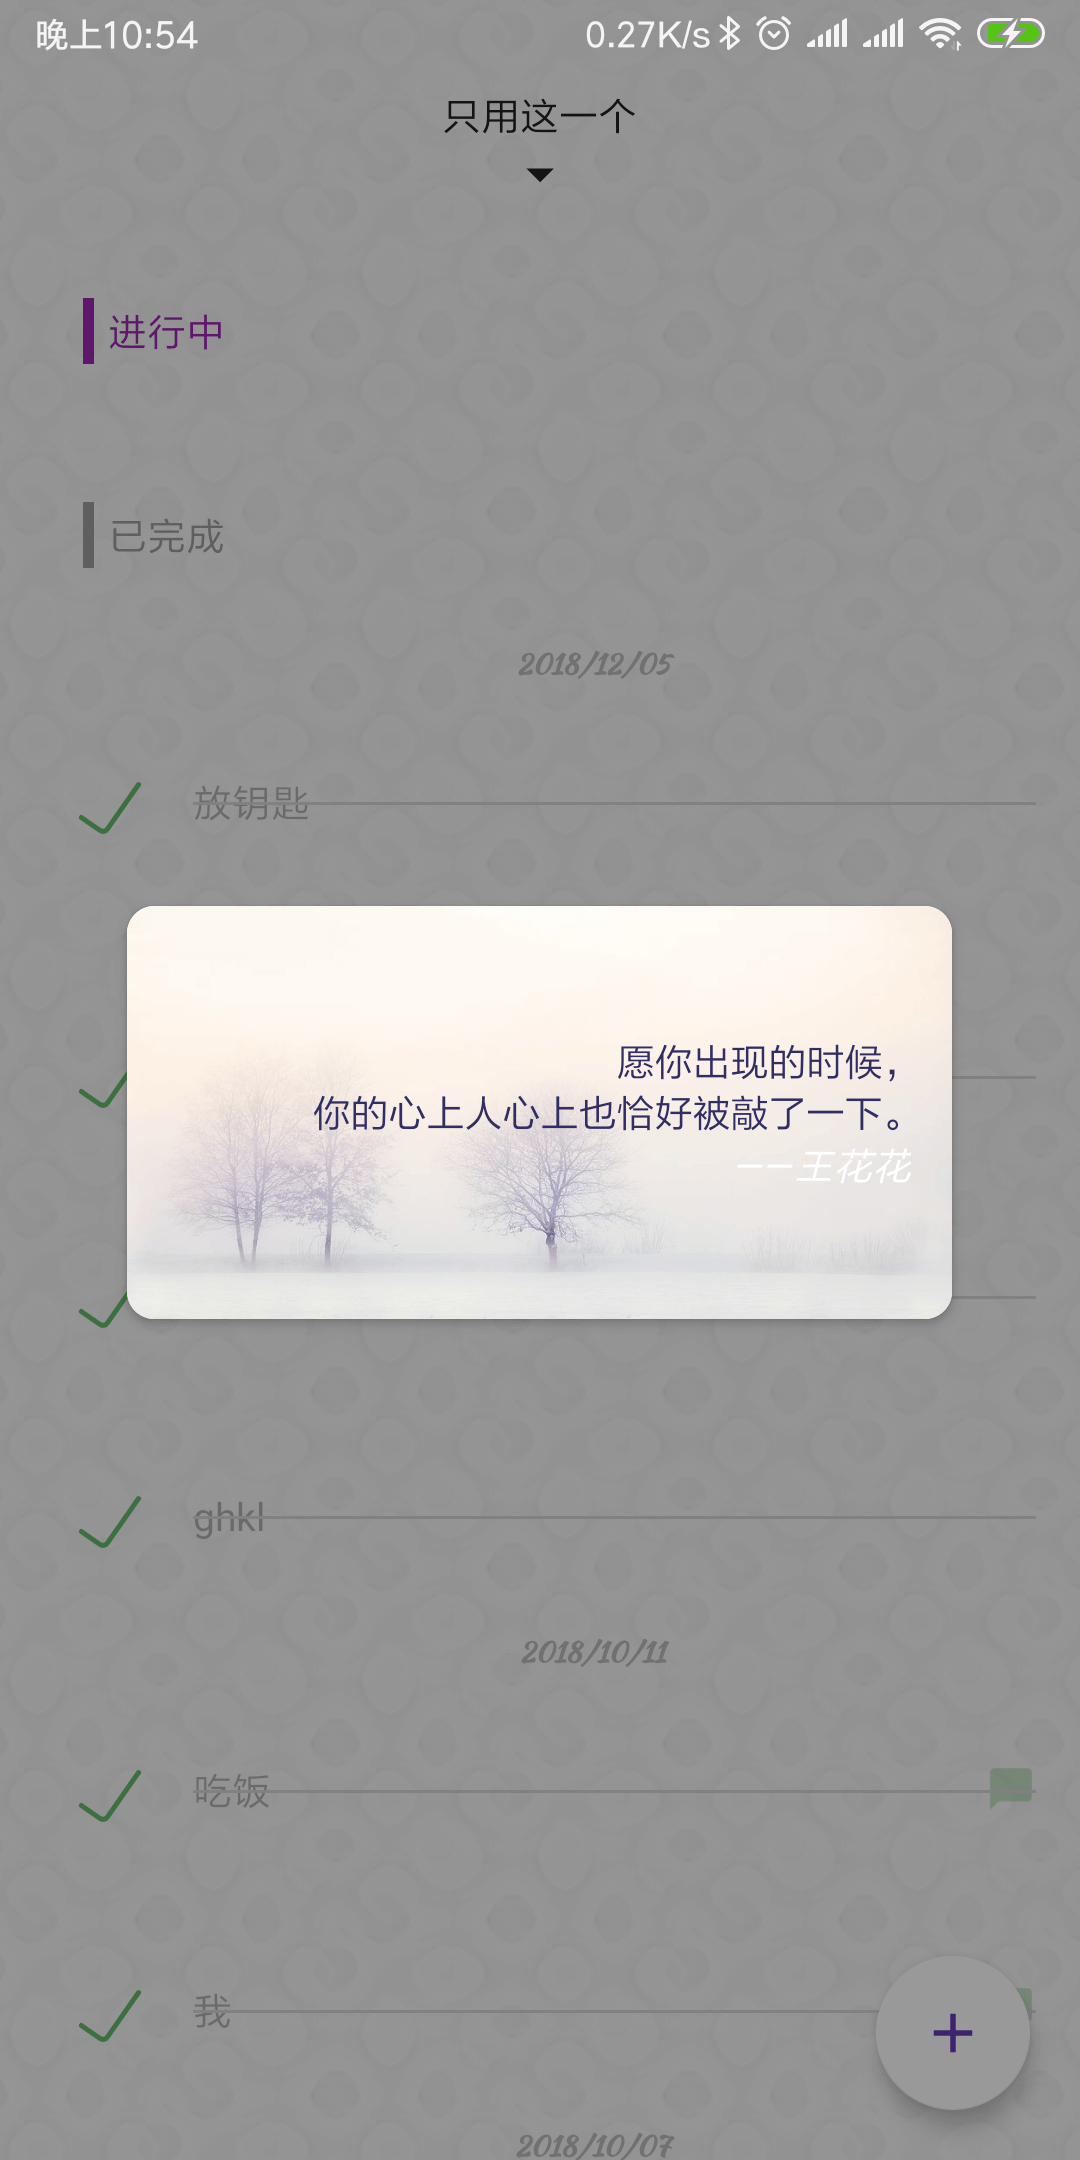 晚上10:54
0.27K/s
只用这一个
进行中
已完成
2018/12/05
放钥匙
愿你出现的时候，
你的心上人心上也恰好被敲了一下。
——王花花
ghkl
2018/10/11
吃饭
我
2018/10/07